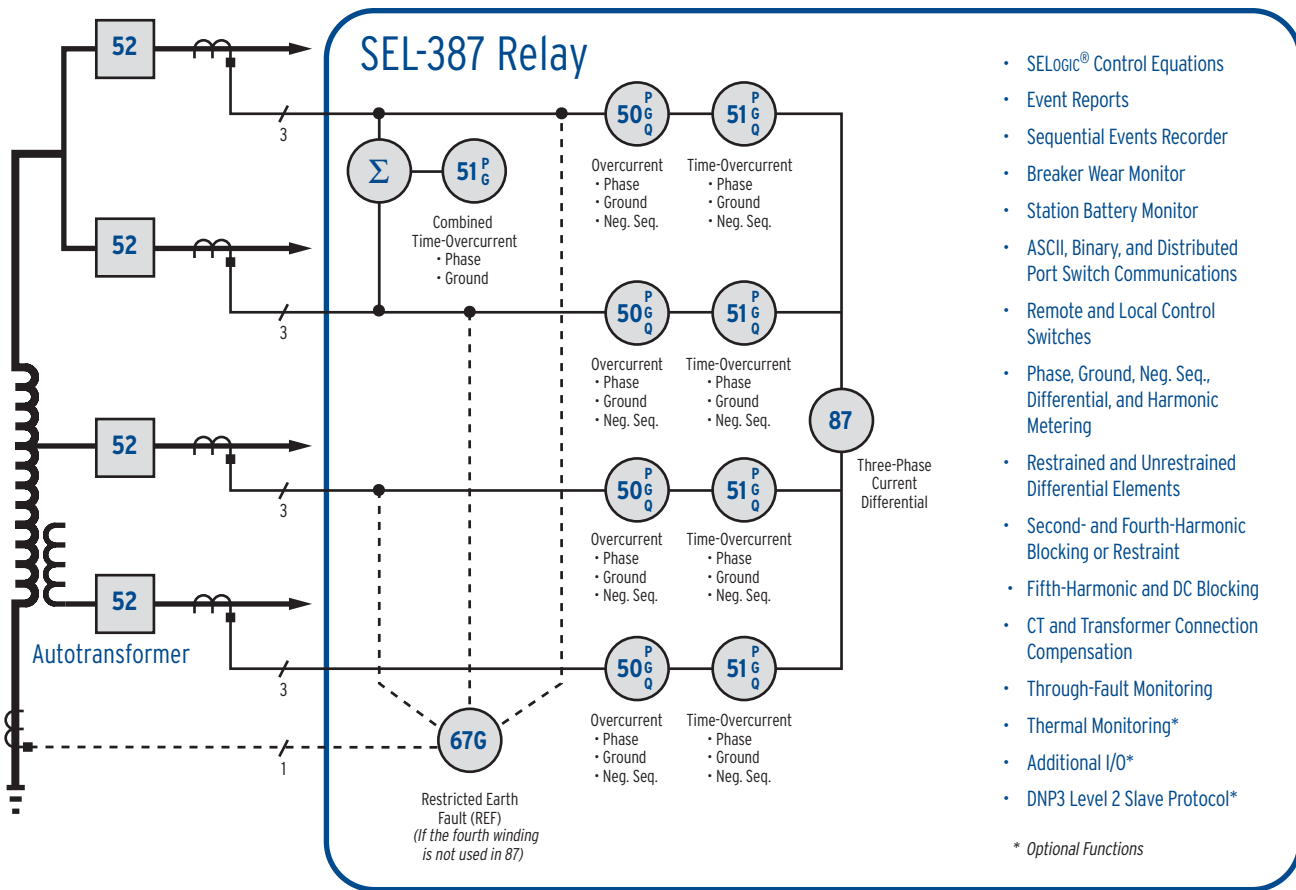 SEL-387 Relay
52
3
Σ
51 P G
Combined
Time-Overcurrent
· Phase
· Ground
50 P G Q
Overcurrent
· Phase
· Ground
· Neg. Seq.
51 P G Q
Time-Overcurrent
· Phase
· Ground
· Neg. Seq.
52
3
50 P G Q
Overcurrent
· Phase
· Ground
· Neg. Seq.
51 P G Q
Time-Overcurrent
· Phase
· Ground
· Neg. Seq.
87
Three-Phase
Current
Differential
52
3
50 P G Q
Overcurrent
· Phase
· Ground
· Neg. Seq.
51 P G Q
Time-Overcurrent
· Phase
· Ground
· Neg. Seq.
52
Autotransformer
3
50 P G Q
Overcurrent
· Phase
· Ground
· Neg. Seq.
51 P G Q
Time-Overcurrent
· Phase
· Ground
· Neg. Seq.
1
67G
Restricted Earth
Fault (REF)
(If the fourth winding
is not used in 87)
· SELOGIC® Control Equations
· Event Reports
· Sequential Events Recorder
· Breaker Wear Monitor
· Station Battery Monitor
· ASCII, Binary, and Distributed
Port Switch Communications
· Remote and Local Control
Switches
· Phase, Ground, Neg. Seq.,
Differential, and Harmonic
Metering
· Restrained and Unrestrained
Differential Elements
· Second- and Fourth-Harmonic
Blocking or Restraint
· Fifth-Harmonic and DC Blocking
· CT and Transformer Connection
Compensation
· Through-Fault Monitoring
· Thermal Monitoring*
· Additional I/O*
· DNP3 Level 2 Slave Protocol*
* Optional Functions